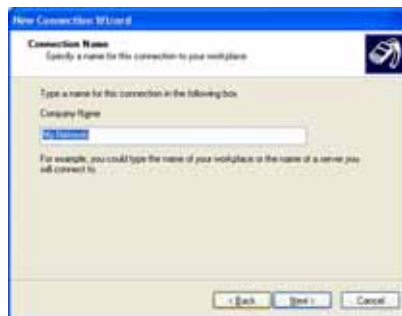 New Connection Wizard
Connection Name
Specify a name for this connection to your workplace.
Type a name for this connection in the following box.
Company Name
My Network
For example, you could type the name of your workplace or the name of a server you
will connect to.
< Back
Next >
Cancel